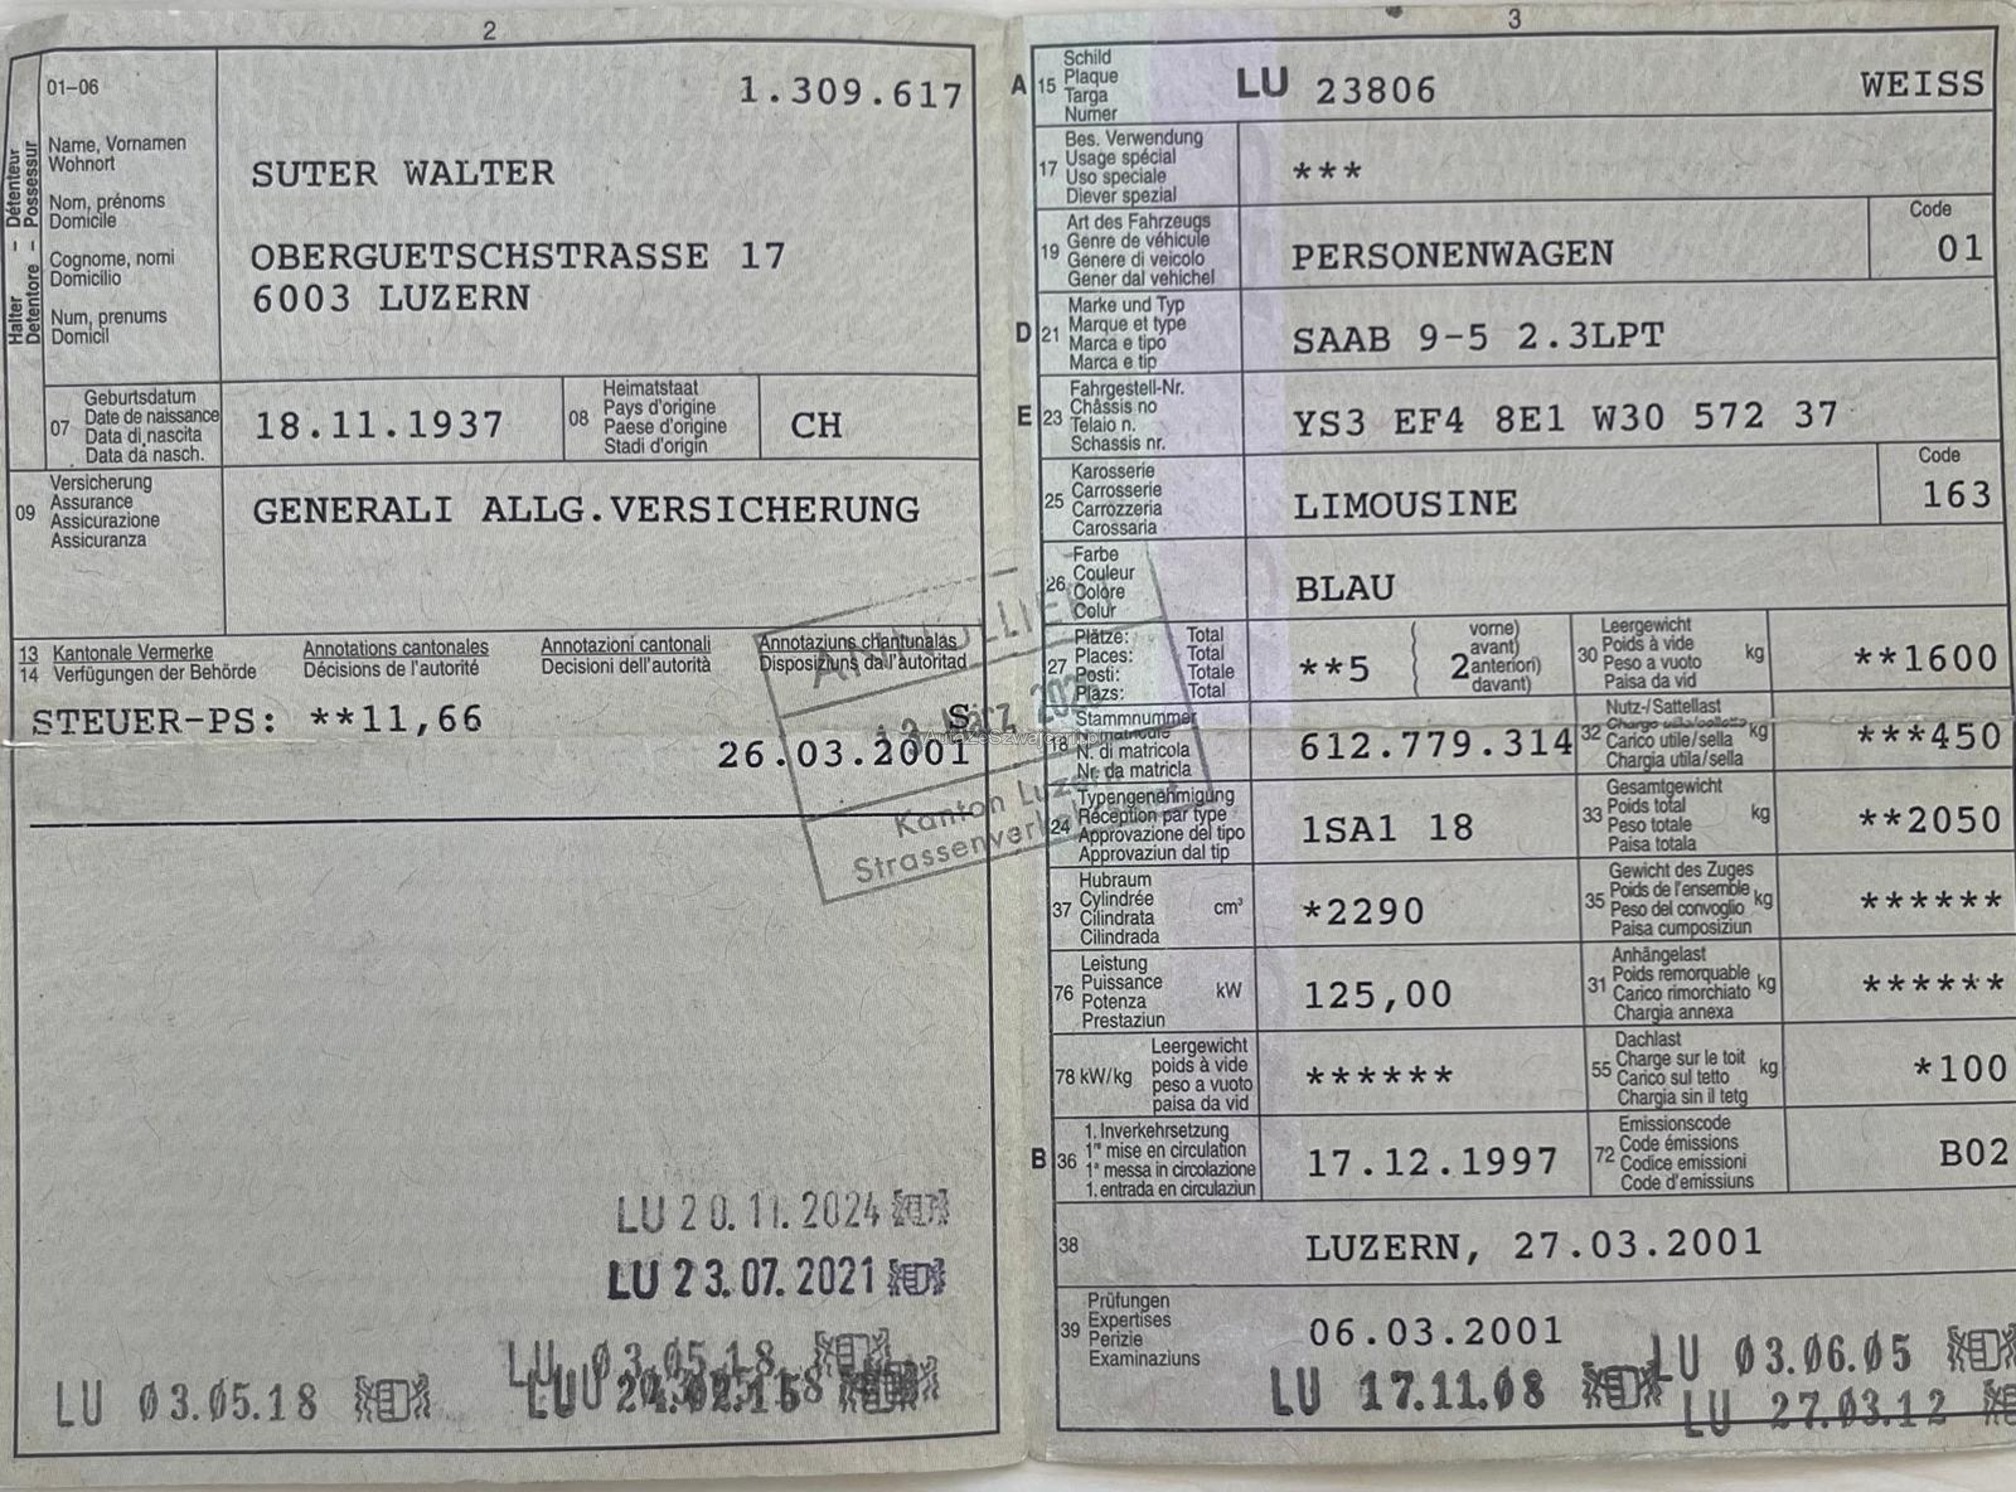 2
01–06
1.309.617
Halter – Détenteur
Detentore – Possessur
Name, Vornamen
Wohnort
Nom, prénoms
Domicile
Cognome, nomi
Domicilio
Num, prenums
Domicil
SUTER WALTER
OBERGUETSCHSTRASSE 17
6003 LUZERN
07
Geburtsdatum
Date de naissance
Data di nascita
Data da nasch.
18.11.1937
08
Heimatstaat
Pays d'origine
Paese d'origine
Stadi d'origin
CH
09
Versicherung
Assurance
Assicurazione
Assicuranza
GENERALI ALLG.VERSICHERUNG
13 Kantonale Vermerke Annotations cantonales Annotazioni cantonali Annotaziuns chantunalas
14 Verfügungen der Behörde Décisions de l'autorité Decisioni dell'autorità Disposiziuns da l'autoritad
STEUER-PS: **11,66 S
26.03.2001
ANNULLIERT
Kanton Luzern
AutaZeSzwajcarii.pl
LU 20.11.2024
LU 23.07.2021
LU 03.05.18
LU 03.05.18
3
A 15
Schild
Plaque
Targa
Numer
LU 23806 WEISS
17
Bes. Verwendung
Usage spécial
Uso speciale
Diever spezial
***
19
Art des Fahrzeugs
Genre de véhicule
Genere di veicolo
Gener dal vehichel
PERSONENWAGEN
Code
01
D 21
Marke und Typ
Marque et type
Marca e tipo
Marca e tip
SAAB 9-5 2.3LPT
E 23
Fahrgestell-Nr.
Châssis no
Telaio n.
Schassis nr.
YS3 EF4 8E1 W30 572 37
25
Karosserie
Carrosserie
Carrozzeria
Carossaria
LIMOUSINE
Code
163
26
Farbe
Couleur
Colore
Colur
BLAU
27
Plätze: Total
Places: Total
Posti: Totale
Plazs: Total
**5
2
vorne)
avant)
anteriori)
davant)
30
Leergewicht
Poids à vide
Peso a vuoto
Paisa da vid
kg
**1600
18
Stammnummer
N. di matricola
Nr. da matricla
612.779.314
32
Nutz-/Sattellast
Carico utile/sella
Chargia utila/sella
kg
***450
24
Typengenehmigung
Réception par type
Approvazione del tipo
Approvaziun dal tip
1SA1 18
33
Gesamtgewicht
Poids total
Peso totale
Paisa totala
kg
**2050
37
Hubraum
Cylindrée
Cilindrata
Cilindrada
cm³
*2290
35
Gewicht des Zuges
Poids de l'ensemble
Peso del convoglio
Paisa cumposiziun
kg
******
76
Leistung
Puissance
Potenza
Prestaziun
kW
125,00
31
Anhängelast
Poids remorquable
Carico rimorchiato
Chargia annexa
kg
******
78 kW/kg
Leergewicht
poids à vide
peso a vuoto
paisa da vid
******
55
Dachlast
Charge sur le toit
Carico sul tetto
Chargia sin il tetg
kg
*100
B 36
1. Inverkehrsetzung
1re mise en circulation
1a messa in circolazione
1. entrada en circulaziun
17.12.1997
72
Emissionscode
Code émissions
Codice emissioni
Code d'emissiuns
B02
38
LUZERN, 27.03.2001
39
Prüfungen
Expertises
Perizie
Examinaziuns
06.03.2001
LU 03.06.05
LU 17.11.08
LU 27.03.12